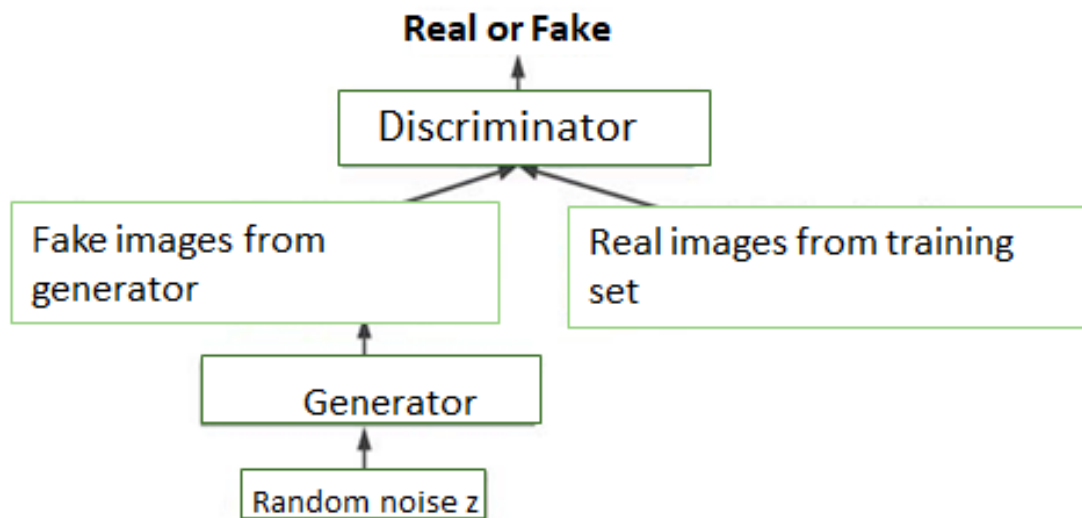 Real or Fake
Discriminator
Fake images from
generator
Real images from training
set
Generator
Random noise z